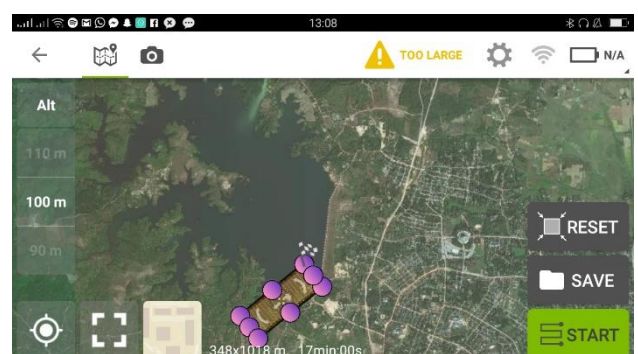 13:08
TOO LARGE
N/A
Alt
110 m
100 m
90 m
RESET
SAVE
START
348x1018 m 17min:00s